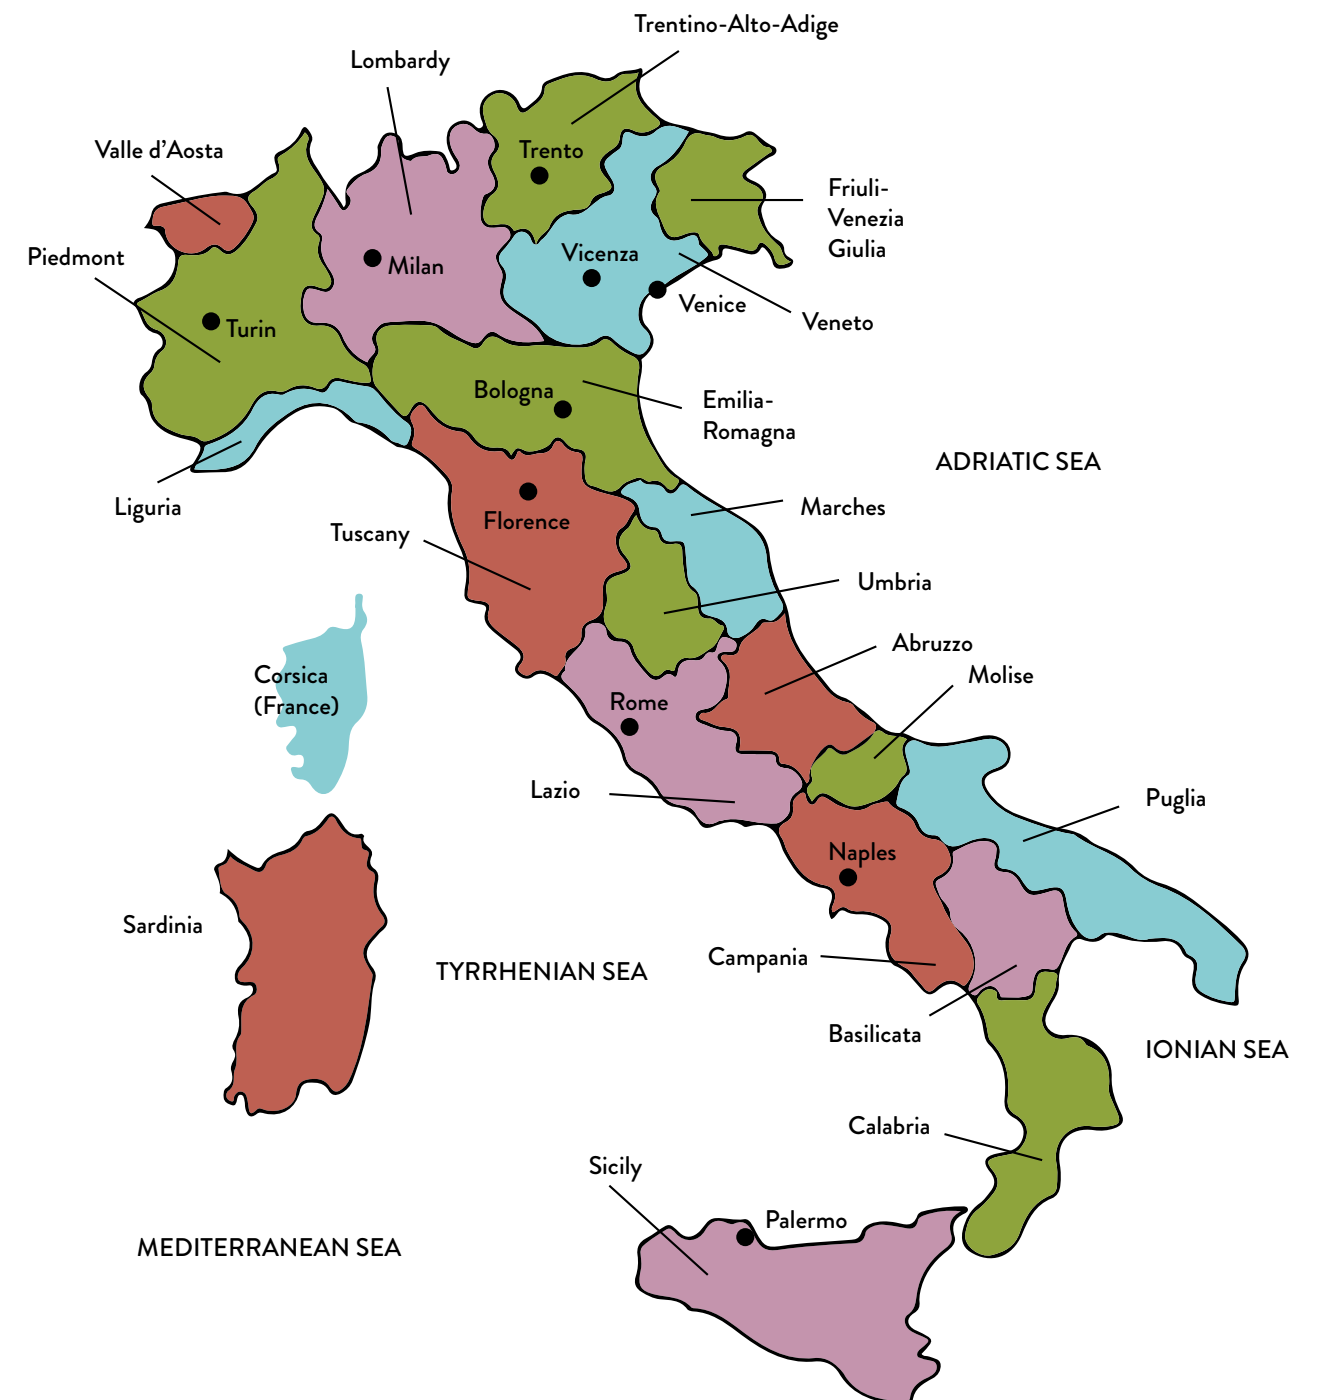 Trentino-Alto-Adige
Lombardy
Valle d’Aosta
Trento
Friuli-
Venezia
Giulia
Piedmont
Vicenza
Milan
Venice
Veneto
Turin
Bologna
Emilia-
Romagna
ADRIATIC SEA
Liguria
Marches
Florence
Tuscany
Umbria
Abruzzo
Molise
Corsica
(France)
Rome
Lazio
Puglia
Naples
Sardinia
Campania
TYRRHENIAN SEA
Basilicata
IONIAN SEA
Calabria
Sicily
Palermo
MEDITERRANEAN SEA